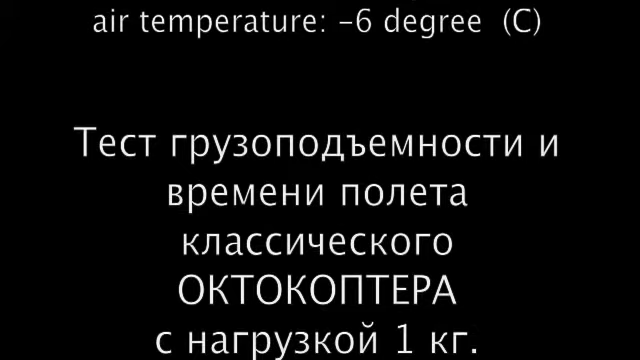 air temperature: -6 degree (C)
Тест грузоподъемности и
времени полета
классического
ОКТОКОПТЕРА
с нагрузкой 1 кг.